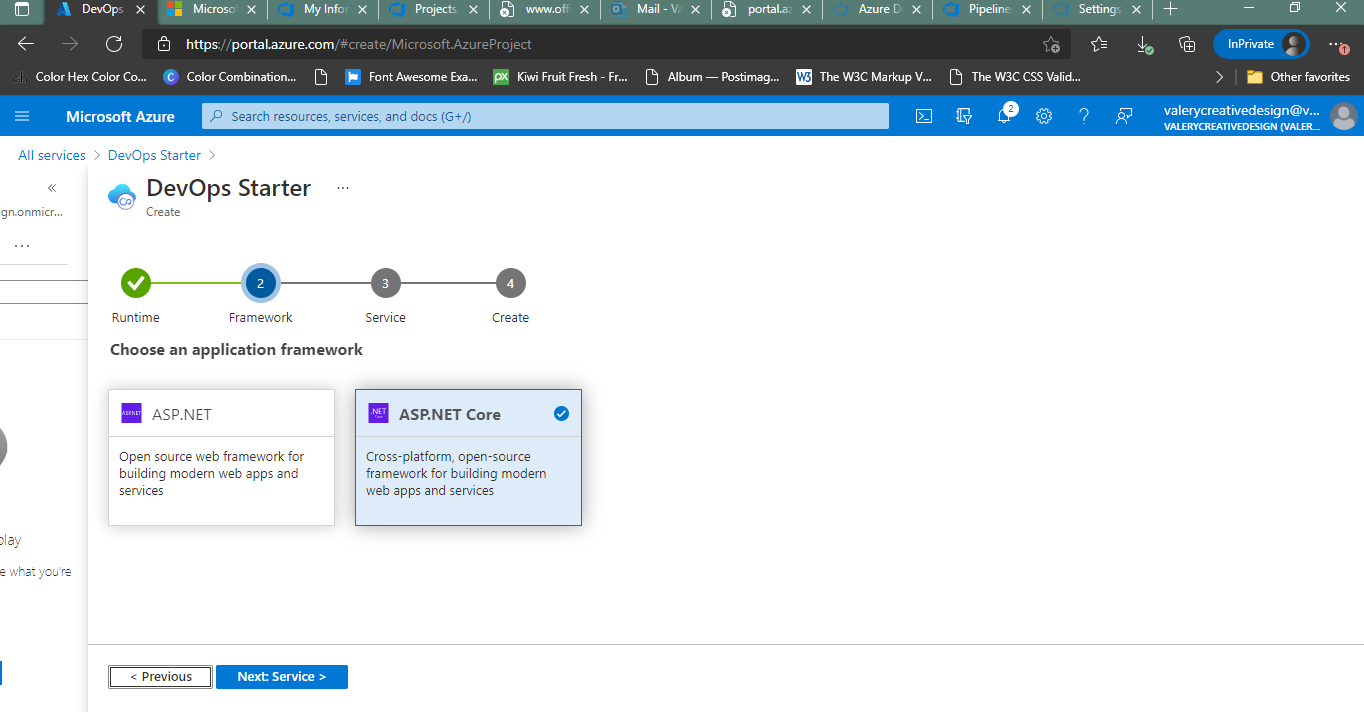 DevOps
Microsof
My Infor
Projects
www.off
Mail - Va
portal.az
Azure D
Pipeline
Settings
https://portal.azure.com/#create/Microsoft.AzureProject
InPrivate
Color Hex Color Co...
Color Combination...
Font Awesome Exa...
Kiwi Fruit Fresh - Fr...
Album — Postimag...
The W3C Markup V...
The W3C CSS Valid...
Other favorites
Microsoft Azure
Search resources, services, and docs (G+/)
2
valerycreativedesign@v...
VALERYCREATIVEDESIGN (VALER...
All services > DevOps Starter >
«
gn.onmicr...
...
DevOps Starter ...
Create
2
3
4
Runtime
Framework
Service
Create
Choose an application framework
ASP.NET
Open source web framework for
building modern web apps and
services
.NET
Core
ASP.NET Core
Cross-platform, open-source
framework for building modern
web apps and services
play
e what you're
< Previous
Next: Service >